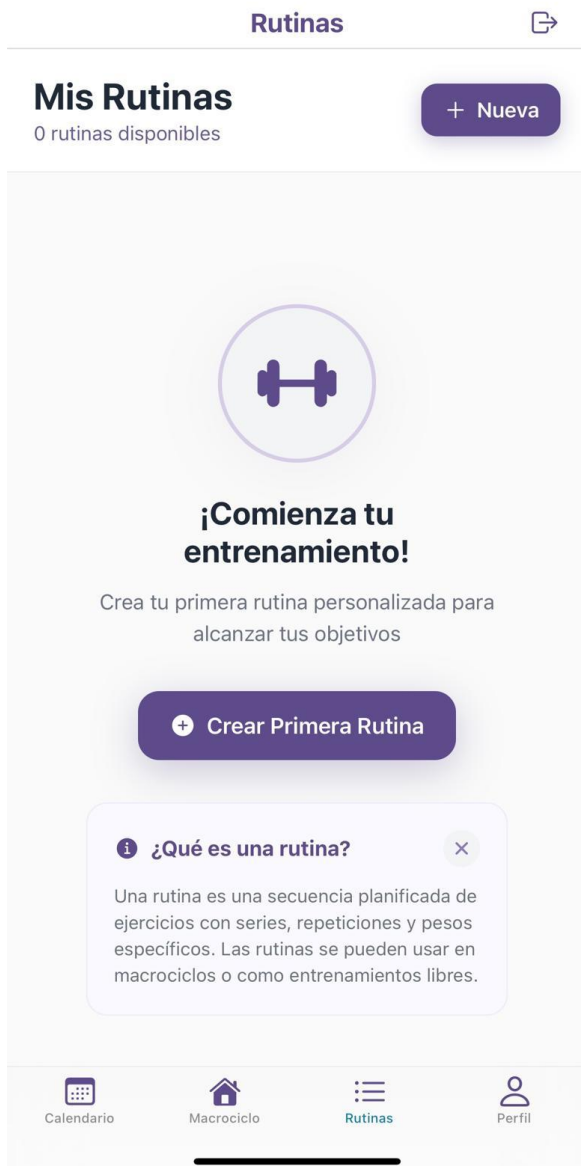 Rutinas
Mis Rutinas
0 rutinas disponibles
+ Nueva
¡Comienza tu
entrenamiento!
Crea tu primera rutina personalizada para
alcanzar tus objetivos
Crear Primera Rutina
¿Qué es una rutina?
Una rutina es una secuencia planificada de
ejercicios con series, repeticiones y pesos
específicos. Las rutinas se pueden usar en
macrociclos o como entrenamientos libres.
Calendario
Macrociclo
Rutinas
Perfil